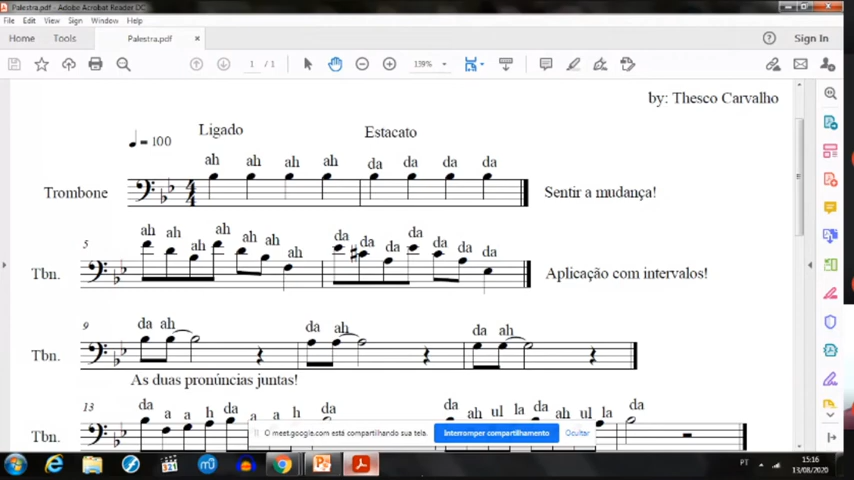 Palestra.pdf - Adobe Acrobat Reader DC
File Edit View Sign Window Help
Home Tools Palestra.pdf × Sign In
1 / 1 139%
by: Thesco Carvalho
= 100 Ligado Estacato
ah ah ah ah da da da da
Trombone 4/4 Sentir a mudança!
ah da ah ah ah ah ah da da da da da da da
5
Tbn. Aplicação com intervalos!
9 da ah da ah da ah
Tbn.
As duas pronúncias juntas!
13 da a a h da a a h da da ah ul la da ah ul la da
Tbn.
O meet.google.com está compartilhando sua tela. Interromper compartilhamento Ocultar
321
PT 15:16
13/08/2020